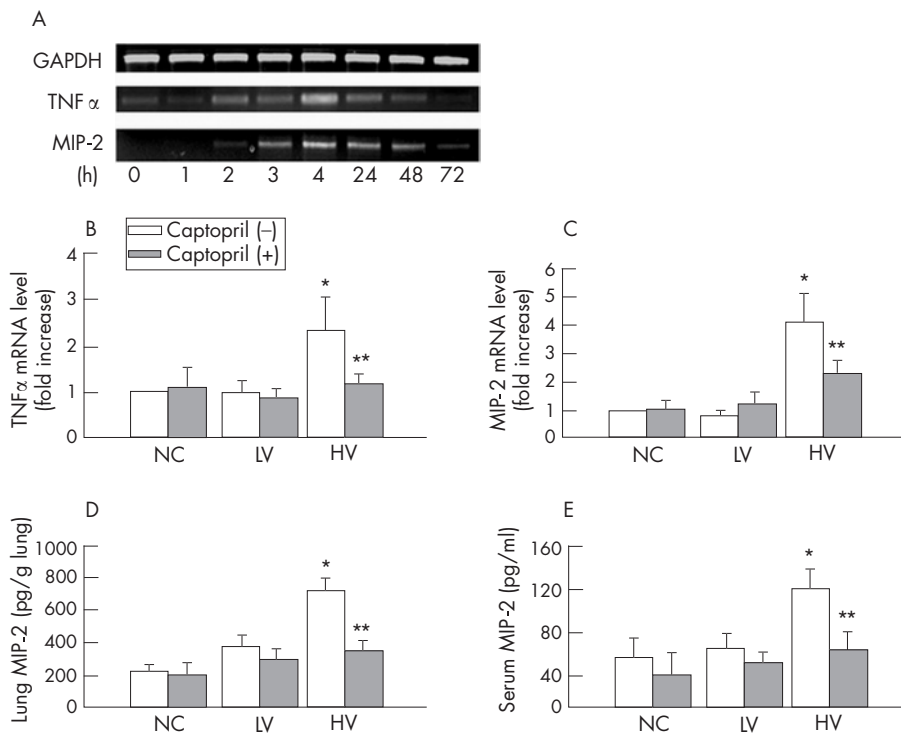 A
GAPDH
TNF α
MIP-2
(h) 0 1 2 3 4 24 48 72
B
Captopril (–)
Captopril (+)
TNFα mRNA level
(fold increase)
4
3
2
1
0
*
**
NC LV HV
C
MIP-2 mRNA level
(fold increase)
6
5
4
3
2
1
0
*
**
NC LV HV
D
Lung MIP-2 (pg/g lung)
1000
800
600
400
200
0
*
**
NC LV HV
E
Serum MIP-2 (pg/ml)
160
120
80
40
0
*
**
NC LV HV